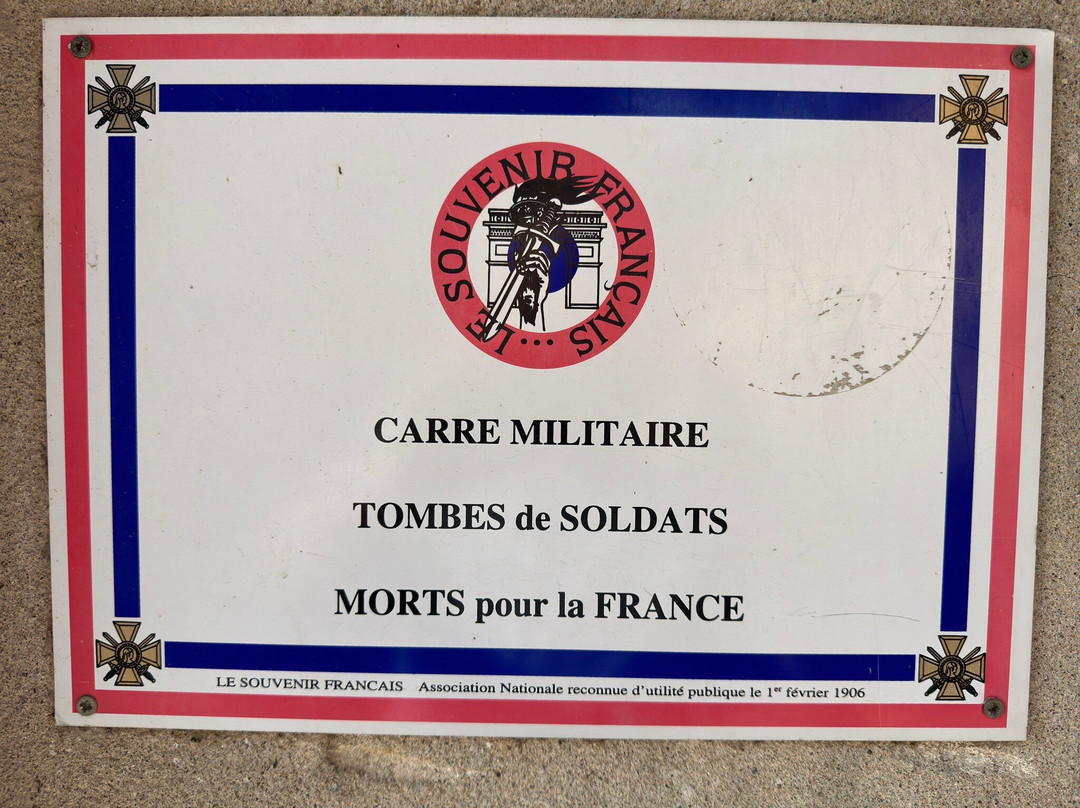 LE SOUVENIR FRANÇAIS...
CARRE MILITAIRE
TOMBES de SOLDATS
MORTS pour la FRANCE
LE SOUVENIR FRANCAIS Association Nationale reconnue d'utilité publique le 1er février 1906